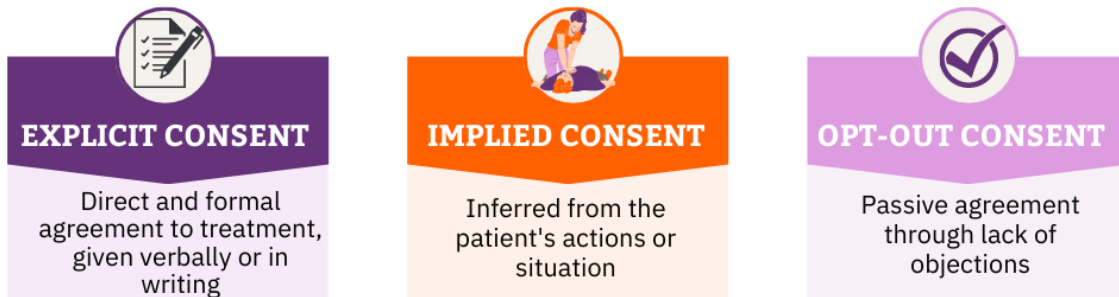 EXPLICIT CONSENT
Direct and formal
agreement to treatment,
given verbally or in
writing
IMPLIED CONSENT
Inferred from the
patient's actions or
situation
OPT-OUT CONSENT
Passive agreement
through lack of
objections